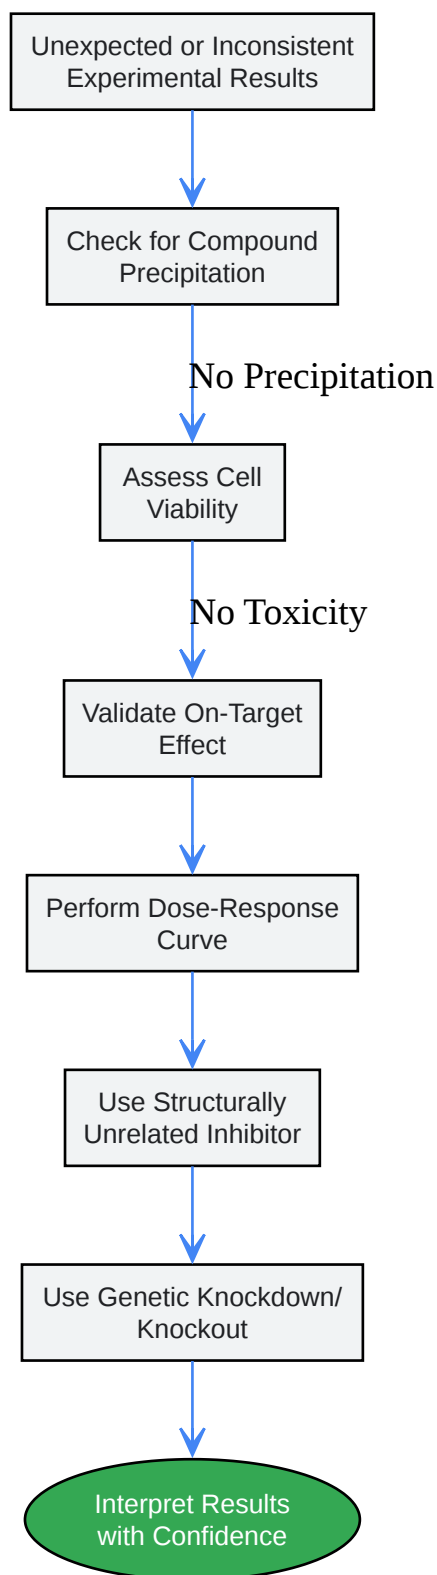 Unexpected or Inconsistent
Experimental Results
Check for Compound
Precipitation
No Precipitation
Assess Cell
Viability
No Toxicity
Validate On-Target
Effect
Perform Dose-Response
Curve
Use Structurally
Unrelated Inhibitor
Use Genetic Knockdown/
Knockout
Interpret Results
with Confidence